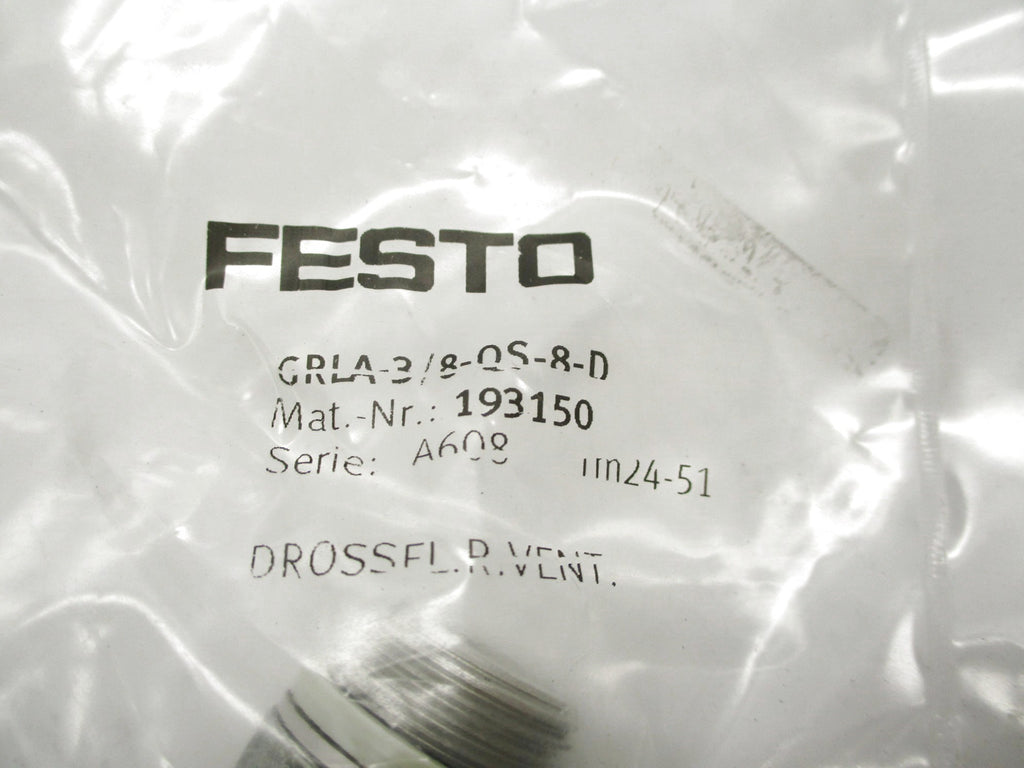 FESTO
GRLA-3/8-QS-8-D
Mat.-Nr.: 193150
Serie: A608
DROSSEL.R.VENT.